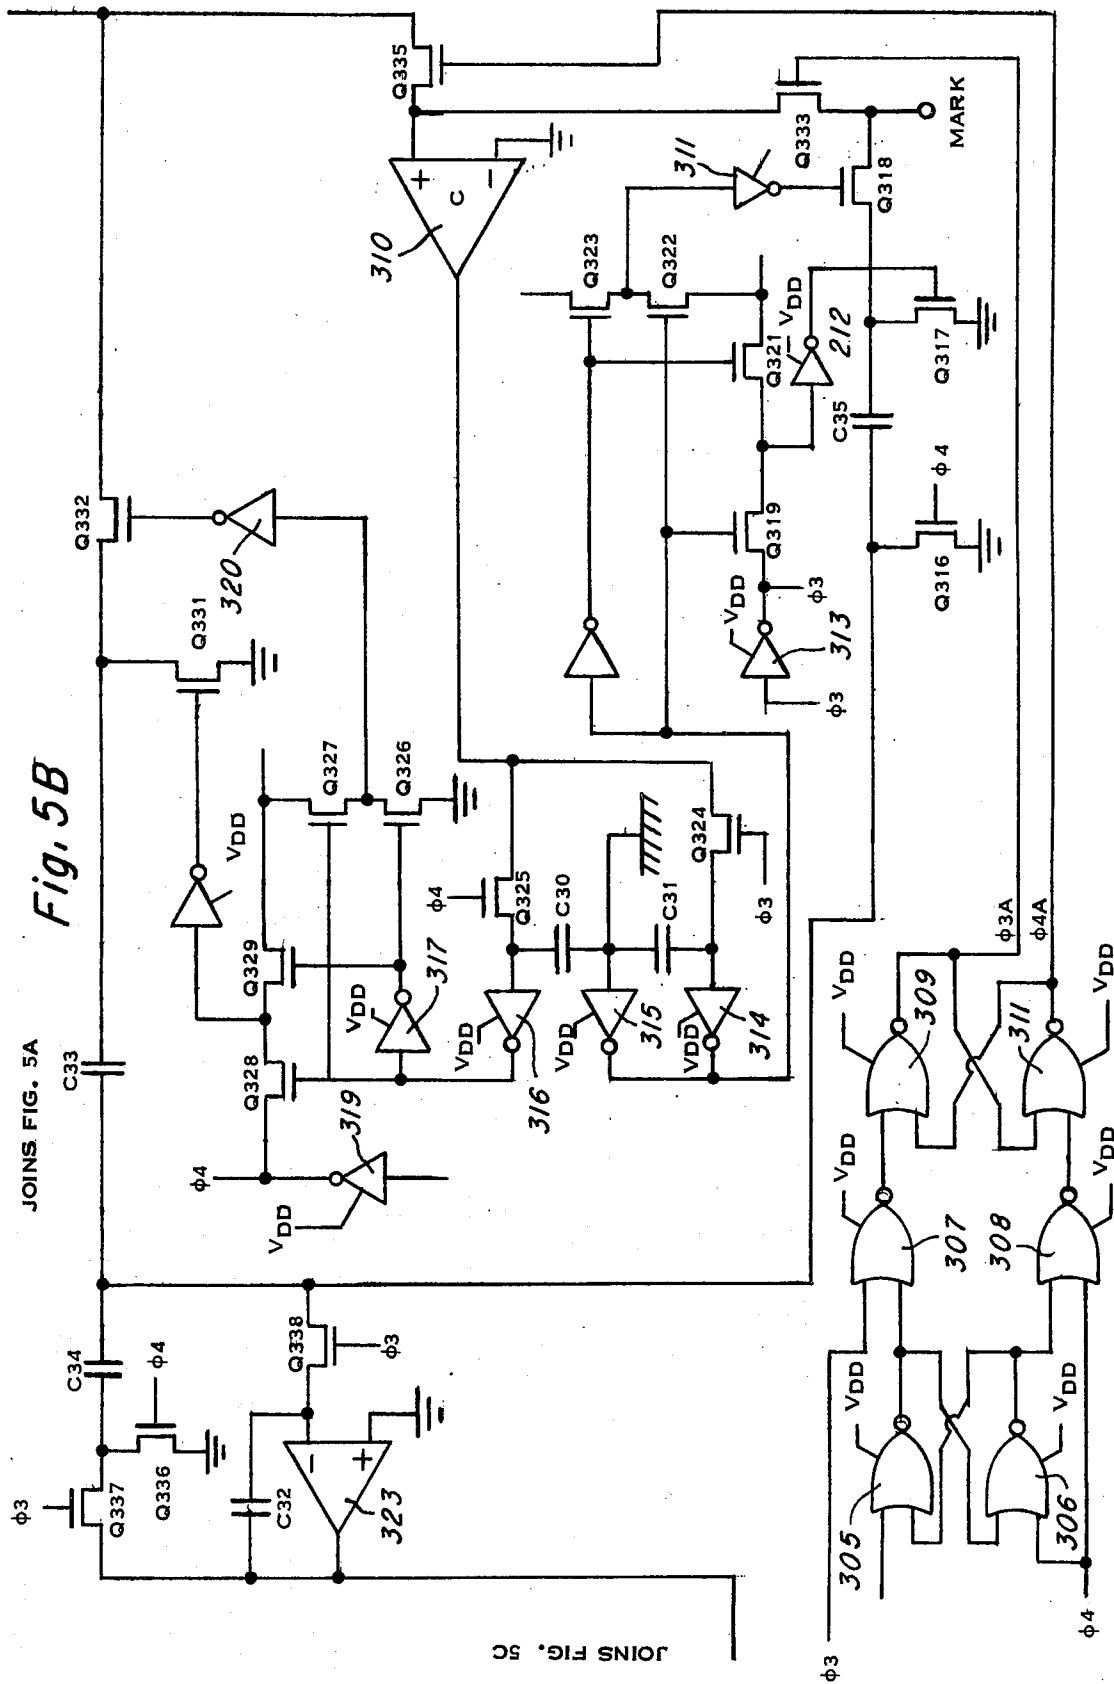 Fig. 5B
JOINS FIG. 5A
JOINS FIG. 5C
Q335
+
−
C
310
Q333
MARK
311
Q318
Q323
Q322
Q321
VDD
212
Q317
C35
φ4
Q316
Q319
φ3
VDD
313
φ3
Q332
320
Q331
VDD
Q327
Q326
Q329
Q328
317
VDD
φ4
319
VDD
φ4
Q325
C30
C31
Q324
φ3
VDD
316
VDD
315
VDD
314
C33
C34
φ4
Q336
φ3
Q337
C32
Q338
φ3
−
+
323
φ3A
φ4A
VDD
309
VDD
311
VDD
307
VDD
308
VDD
305
VDD
306
φ3
φ4